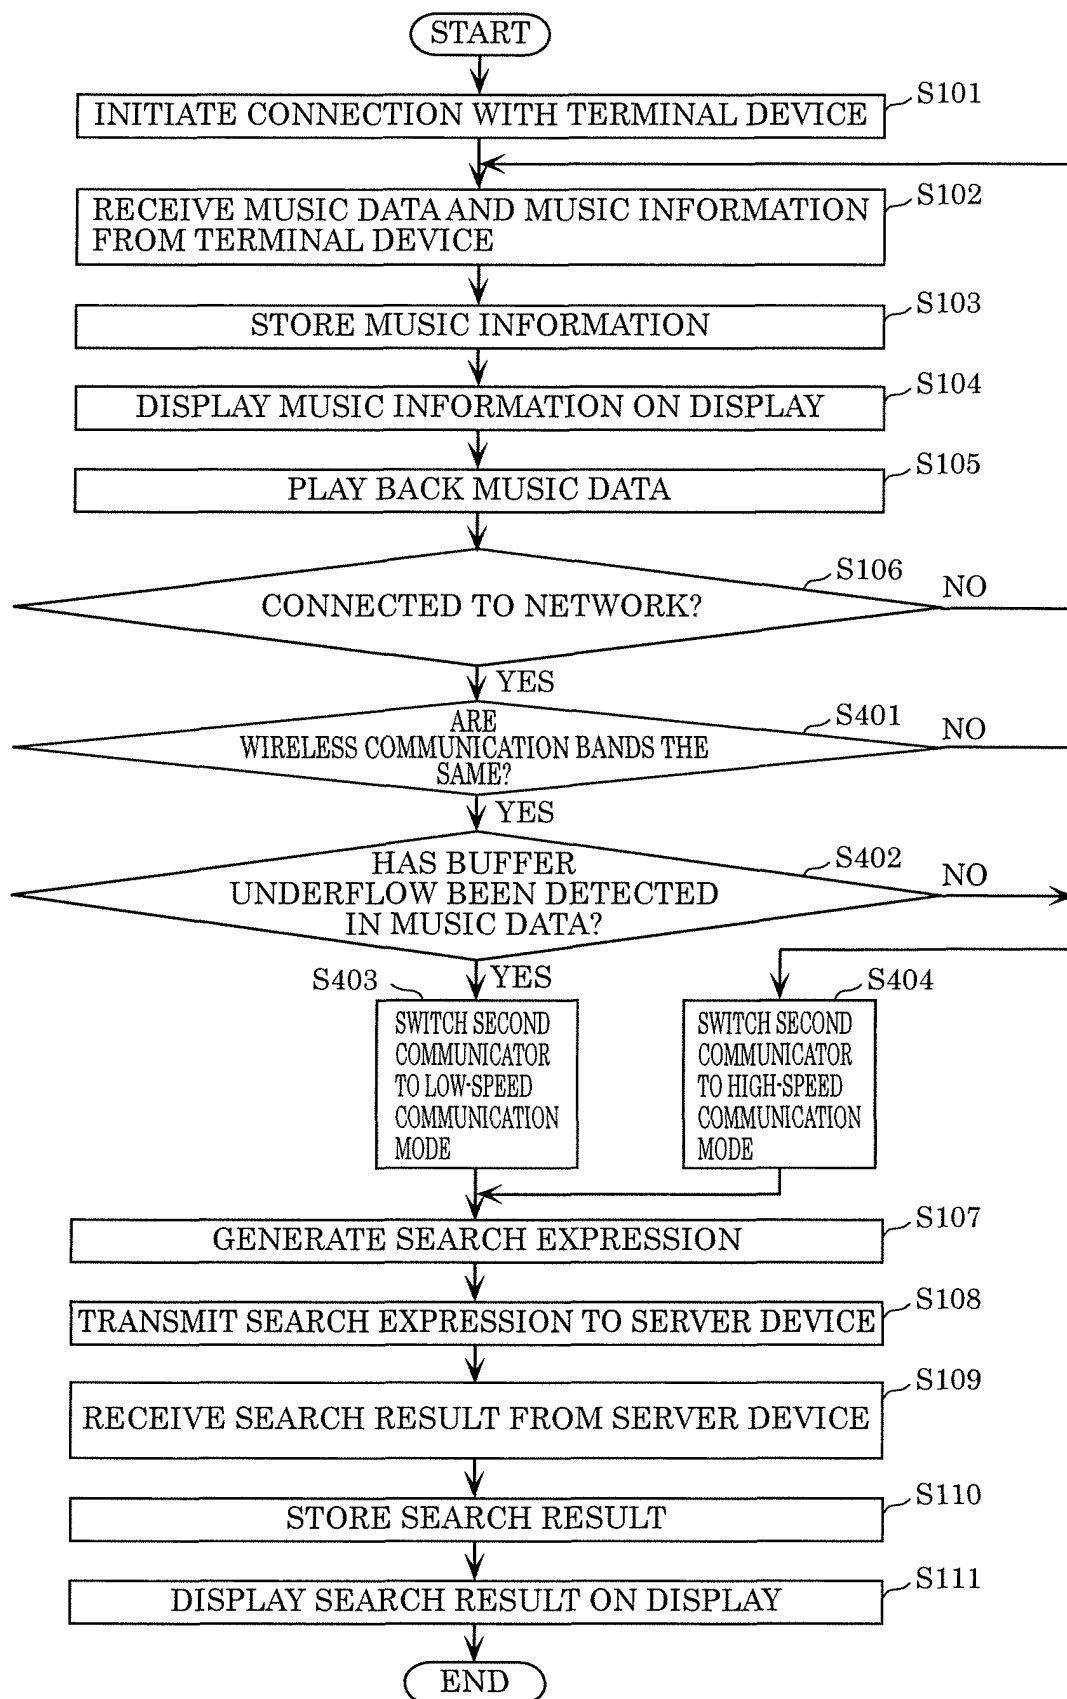 START
S101
INITIATE CONNECTION WITH TERMINAL DEVICE
S102
RECEIVE MUSIC DATA AND MUSIC INFORMATION
FROM TERMINAL DEVICE
S103
STORE MUSIC INFORMATION
S104
DISPLAY MUSIC INFORMATION ON DISPLAY
S105
PLAY BACK MUSIC DATA
S106
CONNECTED TO NETWORK?
NO
YES
S401
ARE
WIRELESS COMMUNICATION BANDS THE
SAME?
NO
YES
S402
HAS BUFFER
UNDERFLOW BEEN DETECTED
IN MUSIC DATA?
NO
YES
S403
SWITCH SECOND
COMMUNICATOR
TO LOW-SPEED
COMMUNICATION
MODE
S404
SWITCH SECOND
COMMUNICATOR
TO HIGH-SPEED
COMMUNICATION
MODE
S107
GENERATE SEARCH EXPRESSION
S108
TRANSMIT SEARCH EXPRESSION TO SERVER DEVICE
S109
RECEIVE SEARCH RESULT FROM SERVER DEVICE
S110
STORE SEARCH RESULT
S111
DISPLAY SEARCH RESULT ON DISPLAY
END